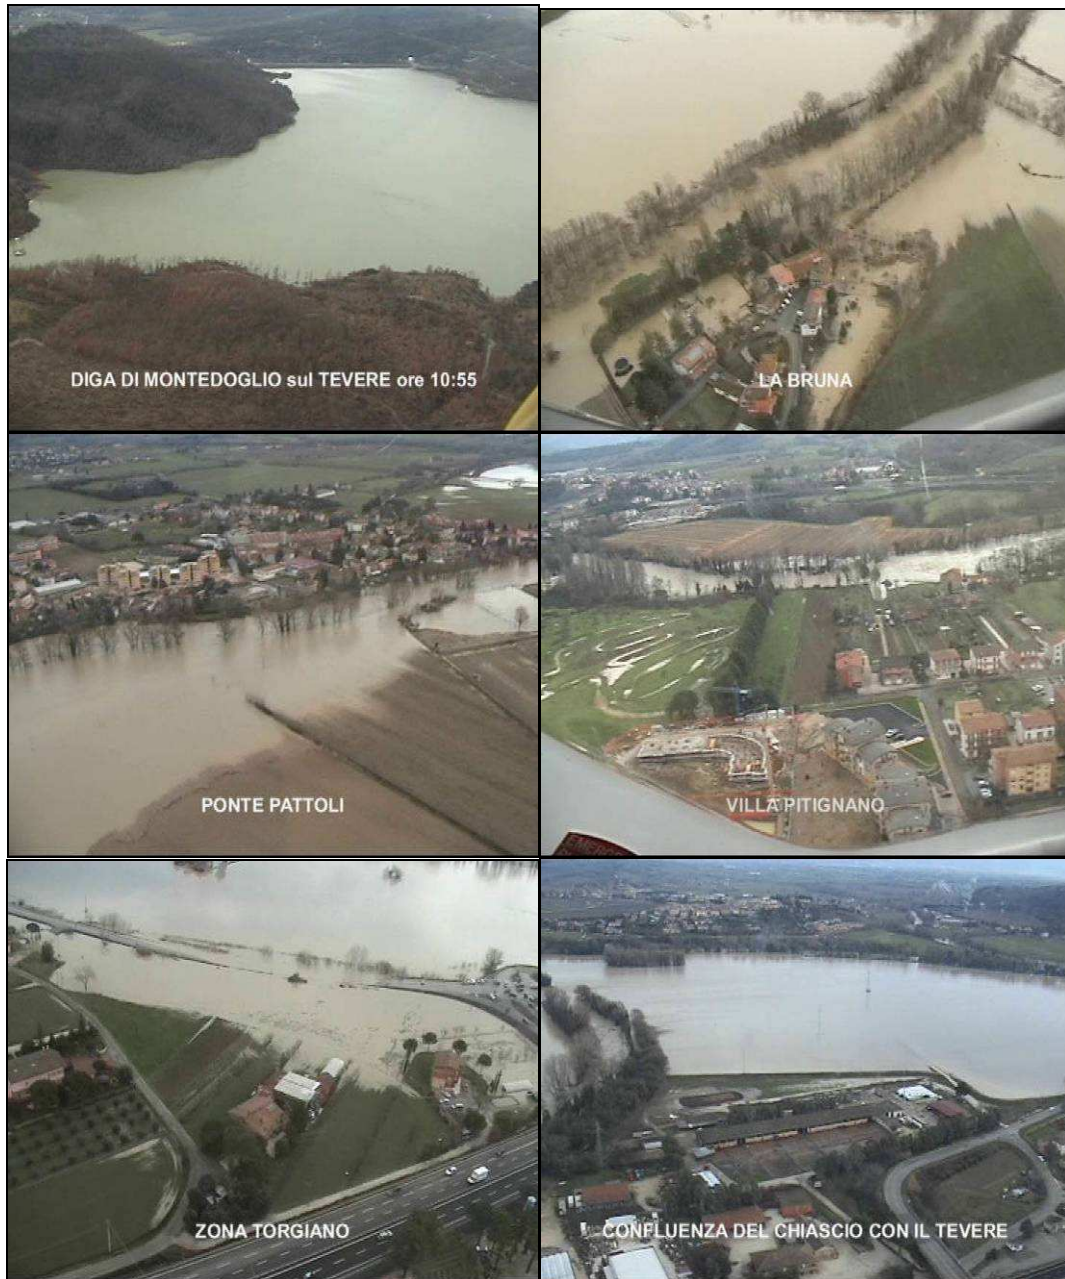 DIGA DI MONTEDOGLIO sul TEVERE ore 10:55
LA BRUNA
PONTE PATTOLI
VILLA PITIGNANO
ZONA TORGIANO
CONFLUENZA DEL CHIASCIO CON IL TEVERE